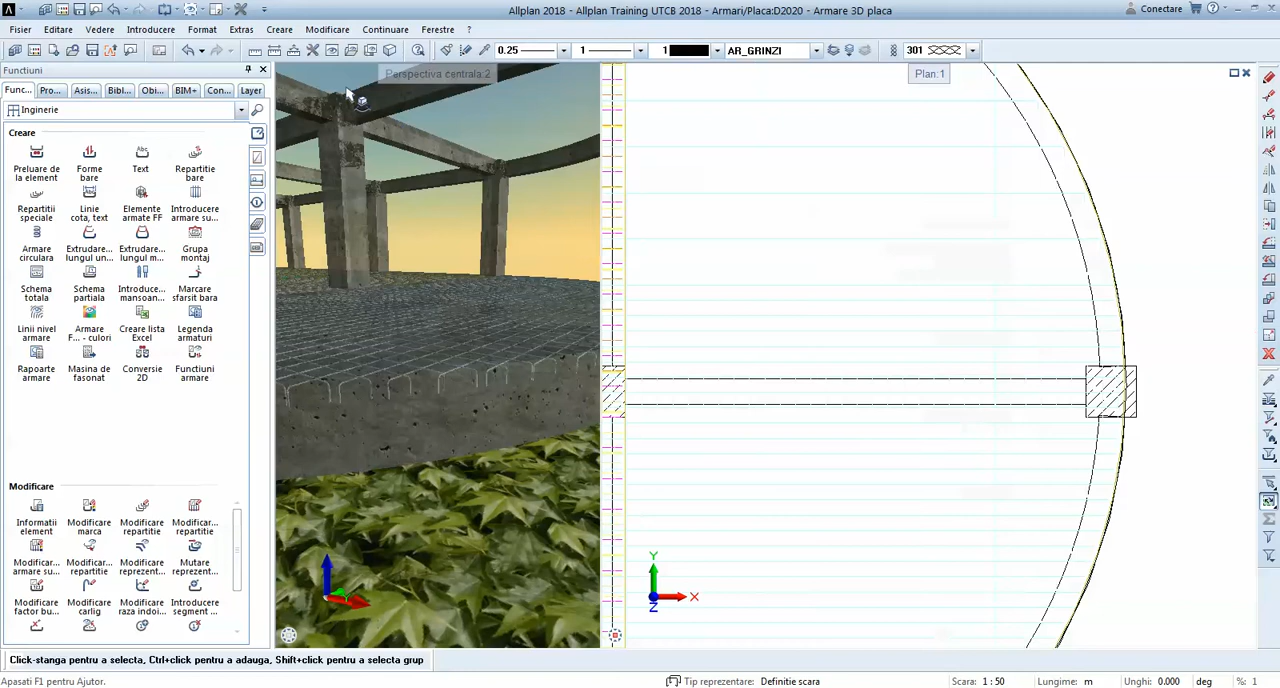 Allplan 2018 - Allplan Training UTCB 2018 - Armari/Placa:D2020 - Armare 3D placa
Conectare
Fisier Editare Vedere Introducere Format Extras Creare Modificare Continuare Ferestre ?
0.25 1 1 AR_GRINZI 301
Functiuni
Func... Pro... Asis... Bibl... Obi... BIM+ Con... Layer
Inginerie
Creare
Preluare de la element
Forme bare
Text
Abc
Repartitie bare
Repartitii speciale
Linie cota, text
Elemente armate FF
Introducere armare su...
Armare circulara
Extrudare... lungul un...
Extrudare... lungul m...
Grupa montaj
Schema totala
Schema partiala
Introduce... mansoan...
Marcare sfarsit bara
Linii nivel armare
Armare F... - culori
Creare lista Excel
Legenda armaturi
Rapoarte armare
Masina de fasonat
Conversie 2D
Functiuni armare
Modificare
Informatii element
Modificare marca
Modificare repartitie
Modificar... repartitie
Modificar... armare su...
Modificar... repartitie
Modificare reprezent...
Mutare reprezent...
Modificare factor bu...
Modificare carlig
Modificare raza indoi...
Introducere segment ...
Perspectiva centrala:2
Plan:1
Y
X
Z
Click-stanga pentru a selecta, Ctrl+click pentru a adauga, Shift+click pentru a selecta grup
Apasati F1 pentru Ajutor.
Tip reprezentare: Definitie scara Scara: 1 : 50 Lungime: m Unghi: 0.000 deg %: 1